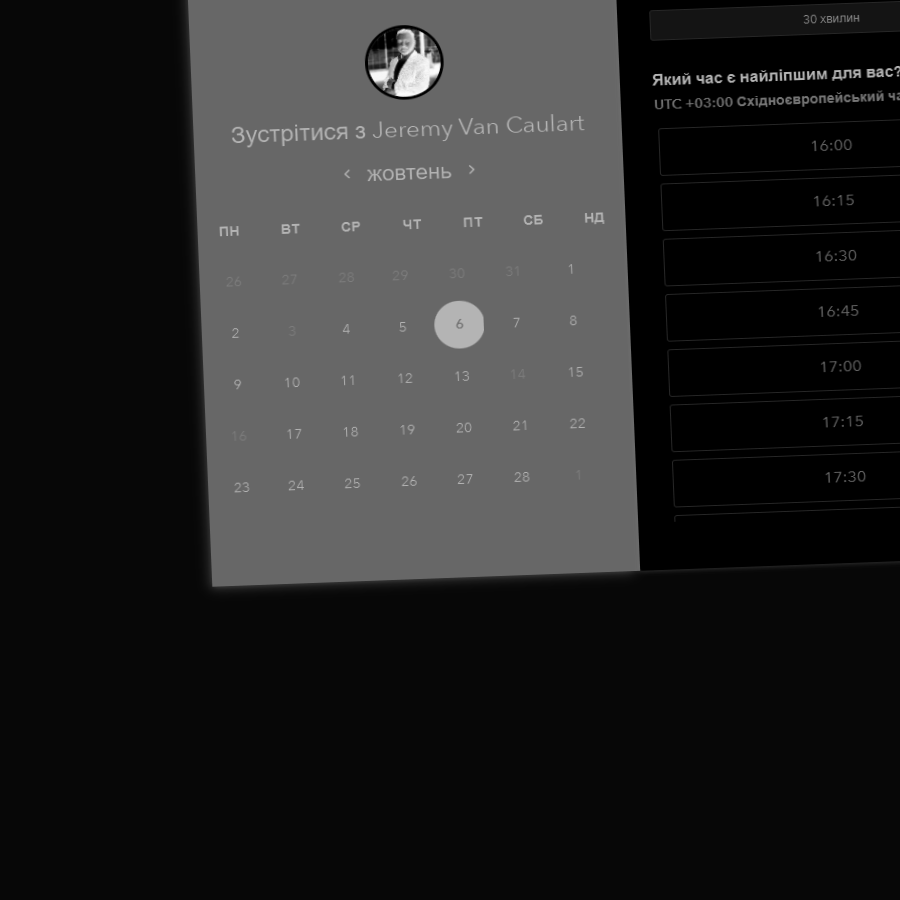 30 хвилин
Зустрітися з Jeremy Van Caulart
‹ жовтень ›
ПН ВТ СР ЧТ ПТ СБ НД
26 27 28 29 30 31 1
2 3 4 5 6 7 8
9 10 11 12 13 14 15
16 17 18 19 20 21 22
23 24 25 26 27 28 1
Який час є найліпшим для вас?
UTC +03:00 Східноєвропейський
16:00
16:15
16:30
16:45
17:00
17:15
17:30